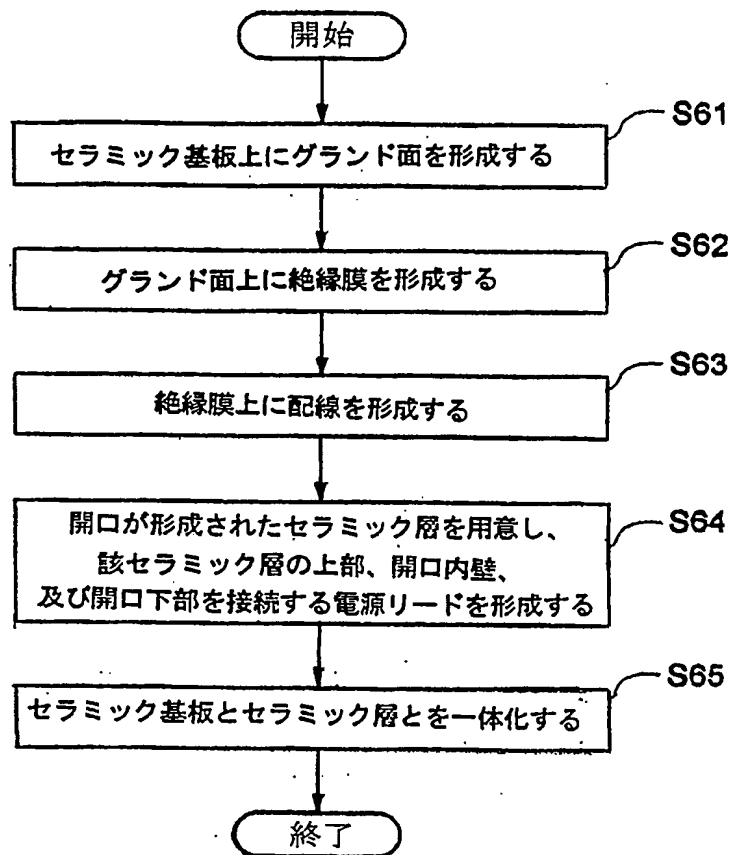 開始
S61
セラミック基板上にグランド面を形成する
S62
グランド面上に絶縁膜を形成する
S63
絶縁膜上に配線を形成する
S64
開口が形成されたセラミック層を用意し、
該セラミック層の上部、開口内壁、
及び開口下部を接続する電源リードを形成する
S65
セラミック基板とセラミック層とを一体化する
終了